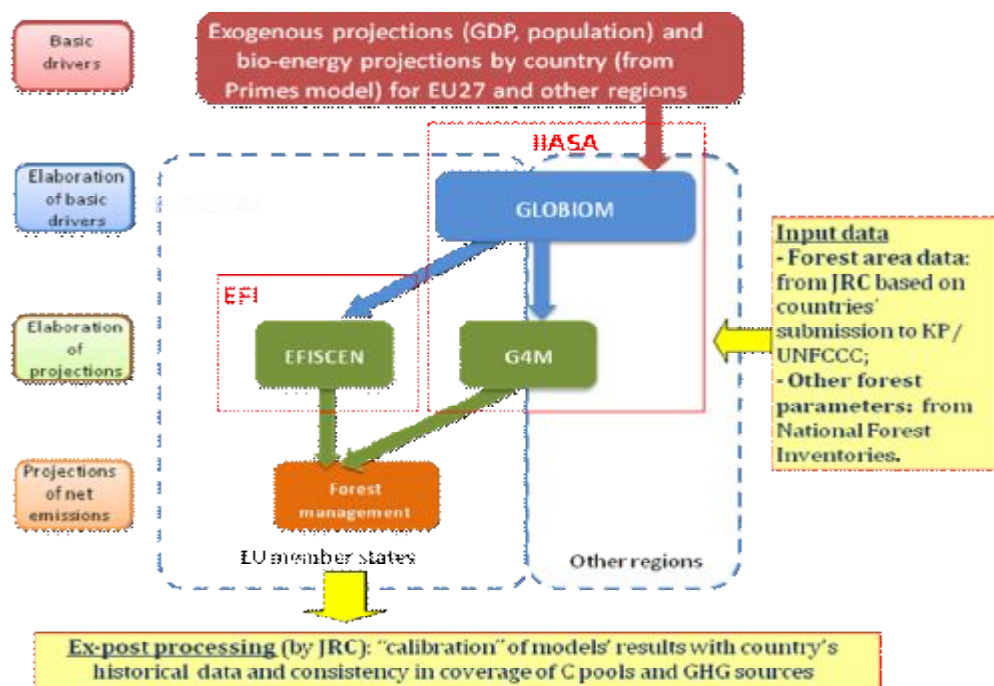 Basic
drivers
Exogenous projections (GDP, population) and
bio-energy projections by country (from
Primes model) for EU27 and other regions
IIASA
Elaboration
of basic
drivers
GLOBIOM
Input data
- Forest area data:
from JRC based on
countries'
submission to KP/
UNFCCC;
- Other forest
parameters: from
National Forest
Inventories.
EFI
Elaboration
of
projections
EFISCEN
G4M
Projections
of net
emissions
Forest
management
EU member states
Other regions
Ex-post processing (by JRC): "calibration" of models' results with country's
historical data and consistency in coverage of C pools and GHG sources